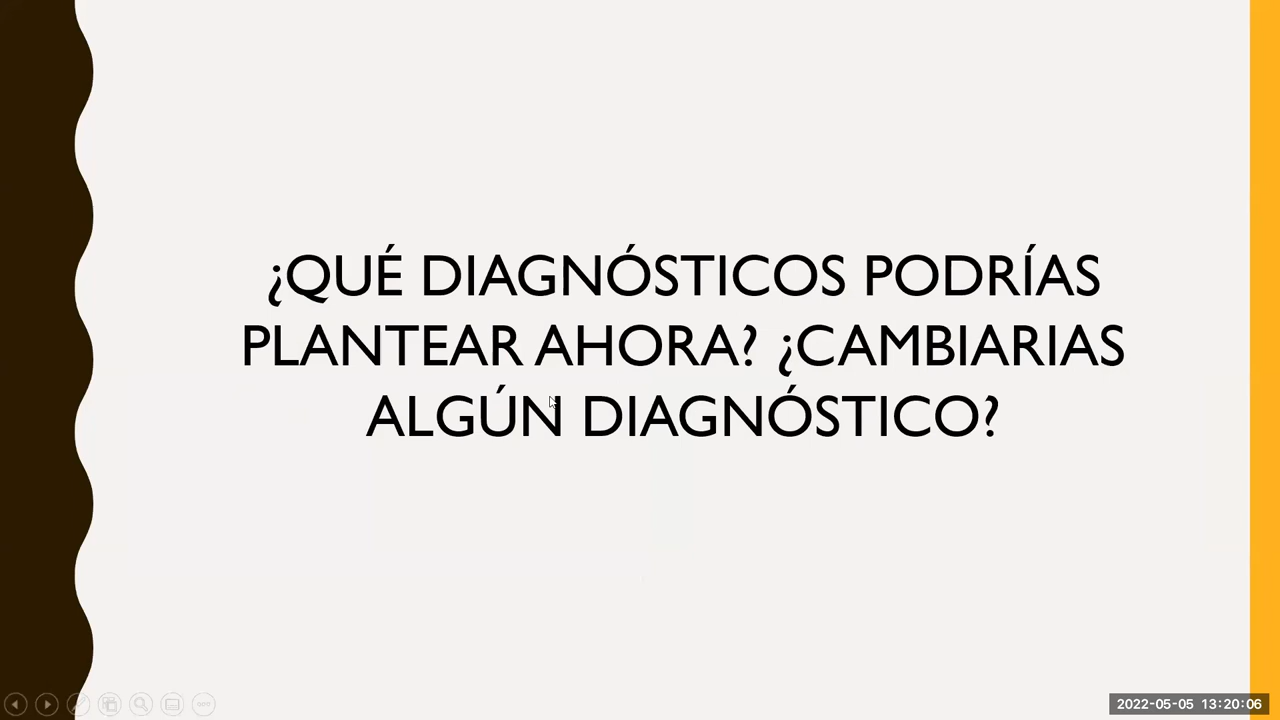 ¿QUÉ DIAGNÓSTICOS PODRÍAS
PLANTEAR AHORA? ¿CAMBIARIAS
ALGÚN DIAGNÓSTICO?
2022-05-05 13:20:06